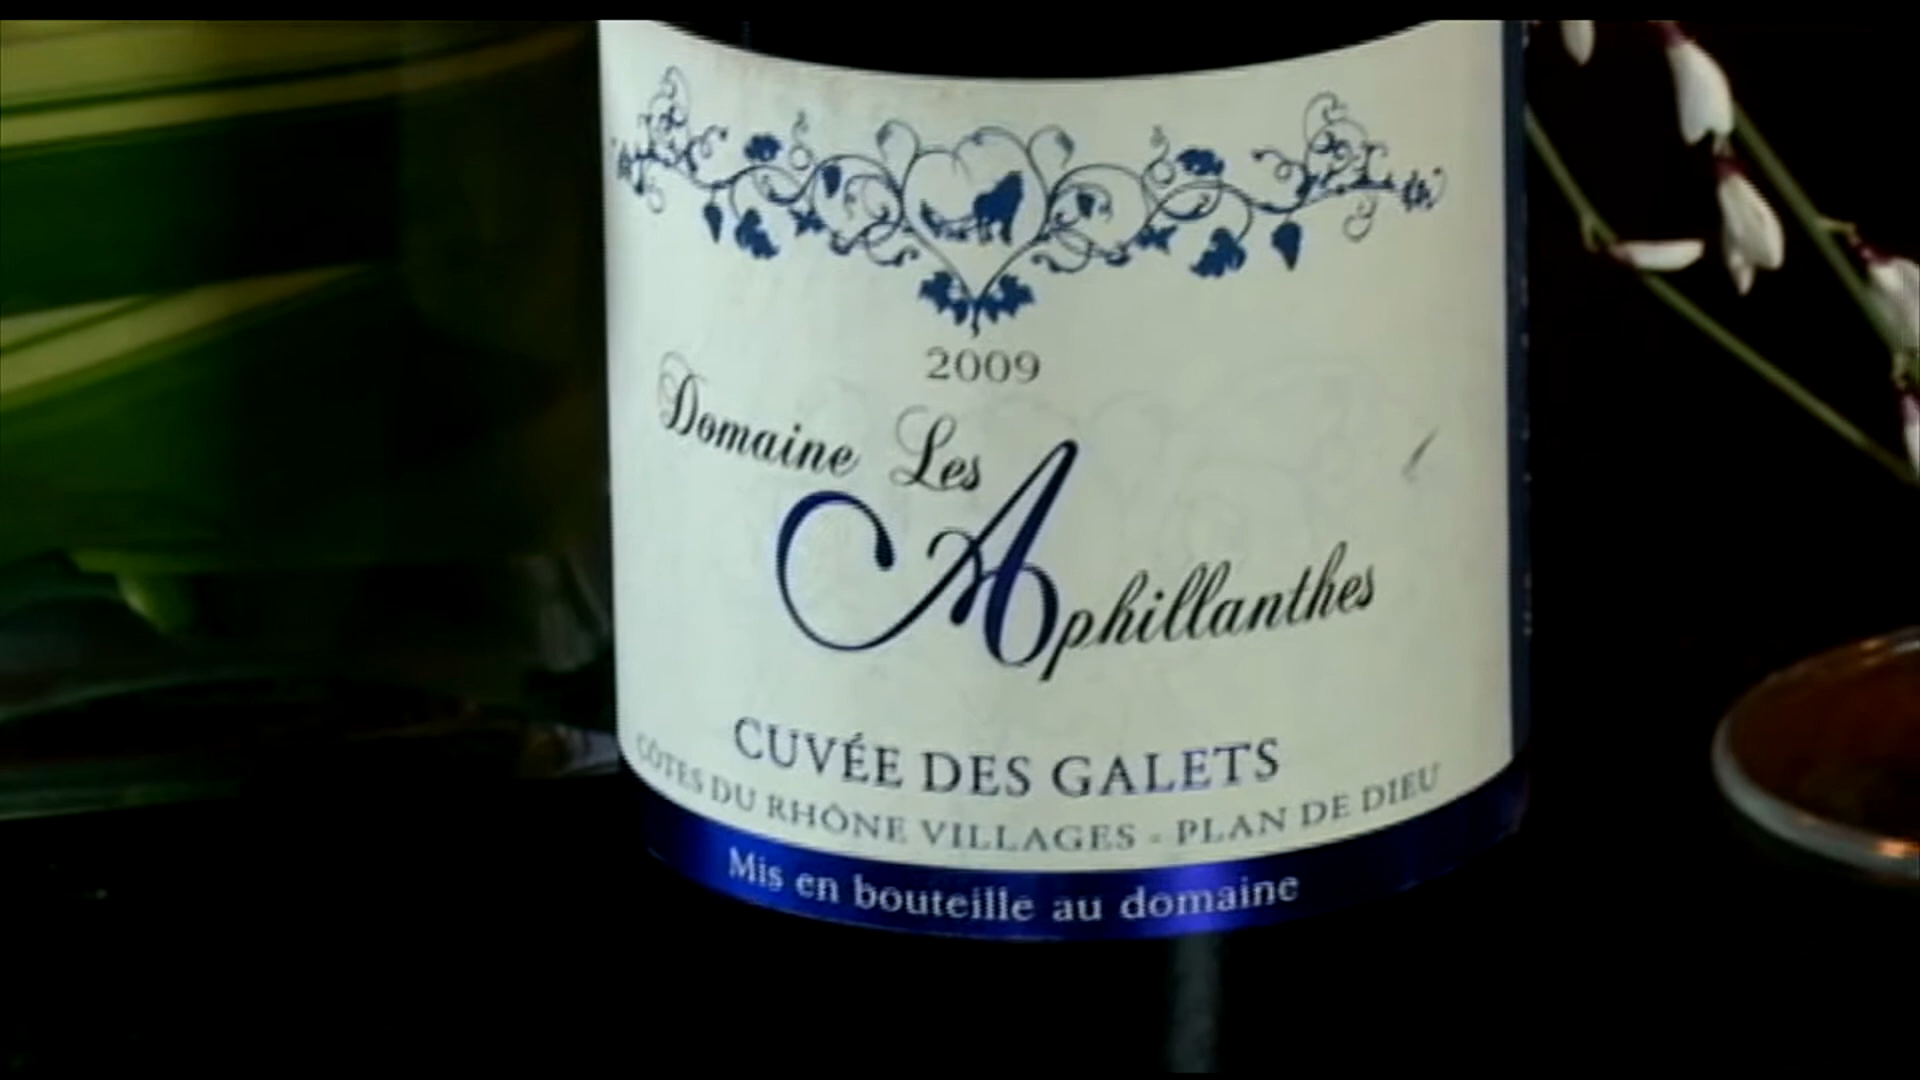 2009
Domaine Les
Aphillanthes
CUVÉE DES GALETS
CÔTES DU RHÔNE VILLAGES - PLAN DE DIEU
Mis en bouteille au domaine